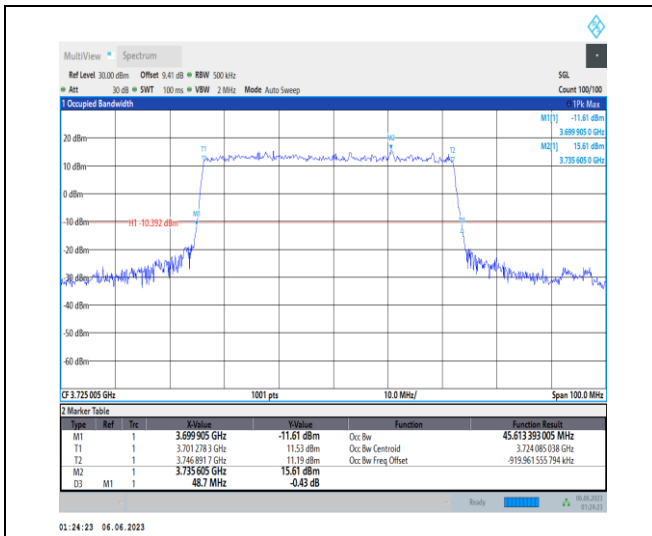 MultiView Spectrum
Ref Level 30.00 dBm Offset 9.41 dB RBW 500 kHz SGL
Att 30 dB SWT 100 ms VBW 2 MHz Mode Auto Sweep Count 100/100
1 Occupied Bandwidth 1Pk Max
M1[1] -11.61 dBm
3.699 905 0 GHz
M2[1] 15.61 dBm
3.735 605 0 GHz
20 dBm
T1 M2 T2
10 dBm
0 dBm
M1
-10 dBm H1 -10.392 dBm
-20 dBm
-30 dBm
-40 dBm
-50 dBm
-60 dBm
CF 3.725 005 GHz 1001 pts 10.0 MHz/ Span 100.0 MHz
2 Marker Table
Type Ref Trc X-Value Y-Value Function Function Result
M1 1 3.699 905 GHz -11.61 dBm Occ Bw 45.613 393 005 MHz
T1 1 3.701 278 3 GHz 11.53 dBm Occ Bw Centroid 3.724 085 038 GHz
T2 1 3.746 891 7 GHz 11.19 dBm Occ Bw Freq Offset -919.961 555 794 kHz
M2 1 3.735 605 GHz 15.61 dBm
D3 M1 1 48.7 MHz -0.43 dB
Ready 06.06.2023
01:24:23
01:24:23 06.06.2023